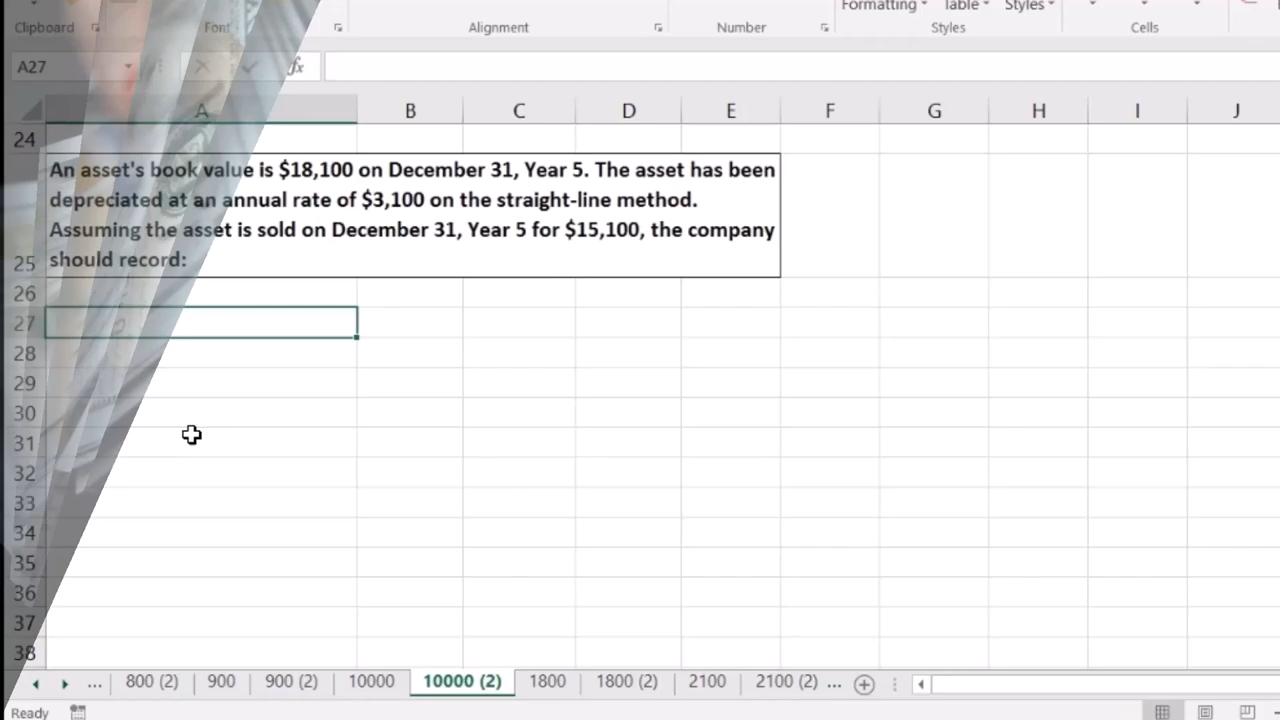 Formatting Table Styles
Clipboard Font Alignment Number Styles Cells
A27 fx
A B C D E F G H I J
24
An asset's book value is $18,100 on December 31, Year 5. The asset has been
depreciated at an annual rate of $3,100 on the straight-line method.
Assuming the asset is sold on December 31, Year 5 for $15,100, the company
25 should record:
26
27
28
29
30
31
32
33
34
35
36
37
38
... 800 (2) 900 900 (2) 10000 10000 (2) 1800 1800 (2) 2100 2100 (2) ...
Ready